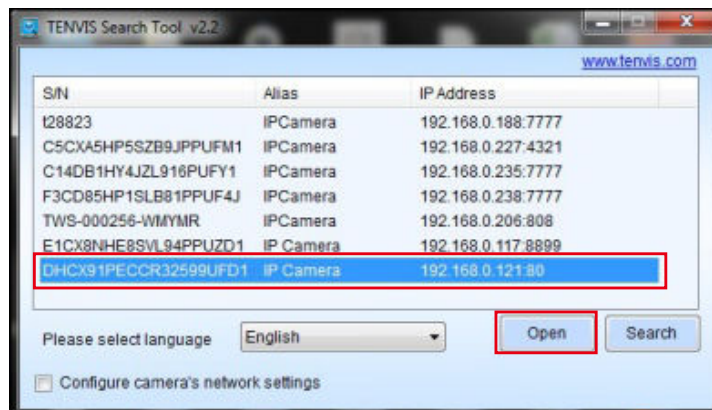 TENVIS Search Tool v2.2
www.tenvis.com
S/N Alias IP Address
t28823 IPCamera 192.168.0.188:7777
C5CXA5HP5SZB9JPPUFM1 IPCamera 192.168.0.227:4321
C14DB1HY4JZL916PUFY1 IPCamera 192.168.0.235:7777
F3CD85HP1SLB81PPUF4J IPCamera 192.168.0.238:7777
TWS-000256-WMYMR IPCamera 192.168.0.206:808
E1CX8NHE8SVL94PPUZD1 IP Camera 192.168.0.117:8899
DHCX91PECCR32599UFD1 IP Camera 192.168.0.121:80
Please select language English Open Search
Configure camera's network settings